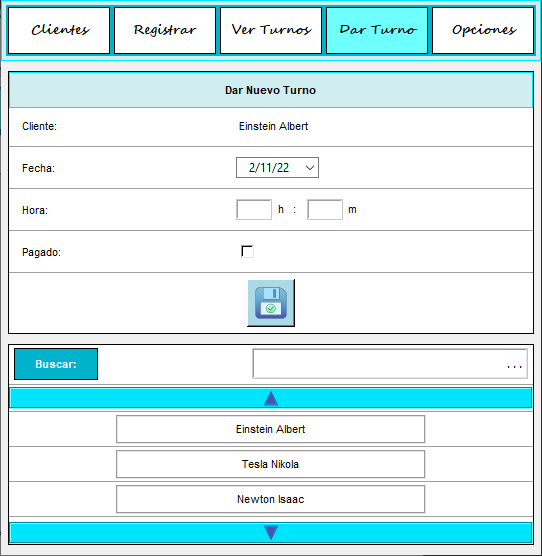 Clientes Registrar Ver Turnos Dar Turno Opciones
Dar Nuevo Turno
Cliente: Einstein Albert
Fecha: 2/11/22
Hora: h : m
Pagado:
Buscar: ...
Einstein Albert
Tesla Nikola
Newton Isaac